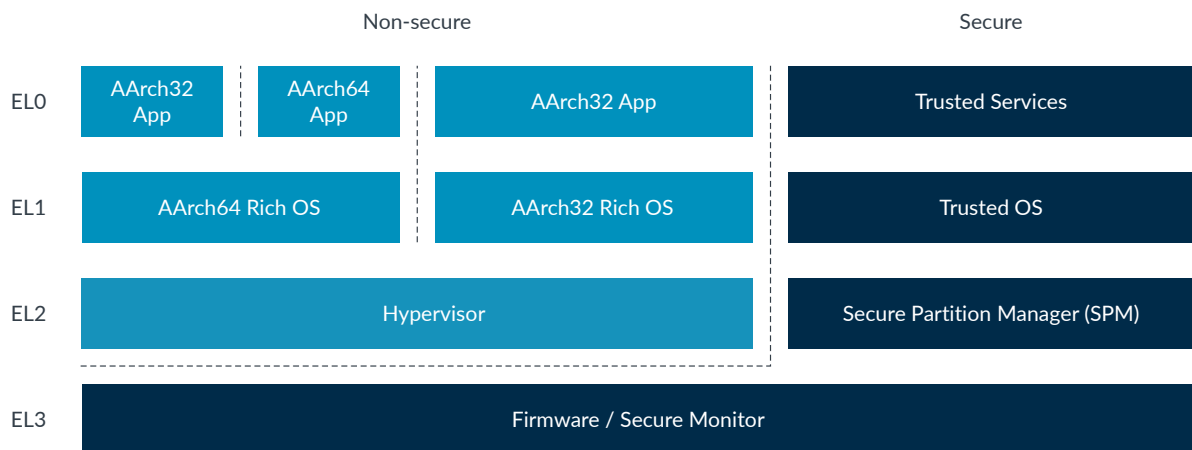 Non-secure
Secure
EL0
AArch32
App
AArch64
App
AArch32 App
Trusted Services
EL1
AArch64 Rich OS
AArch32 Rich OS
Trusted OS
EL2
Hypervisor
Secure Partition Manager (SPM)
EL3
Firmware / Secure Monitor